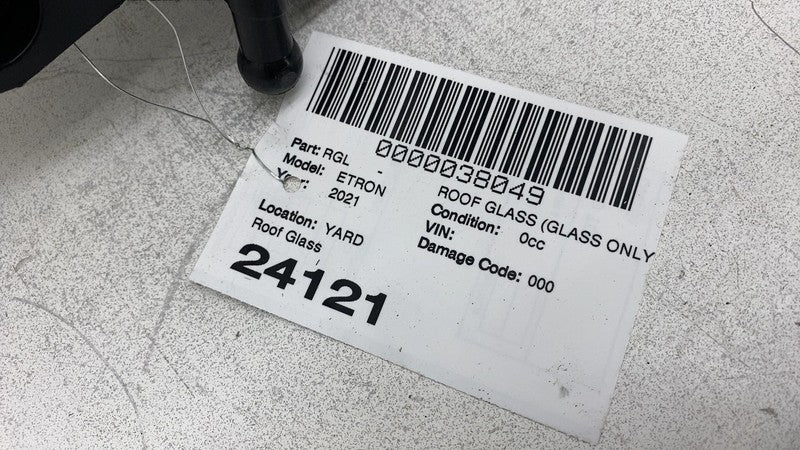 0000038049
Part: RGL - ROOF GLASS (GLASS ONLY
Model: ETRON Condition: 0cc
Year: 2021 VIN:
Damage Code: 000
Location: YARD
Roof Glass
24121